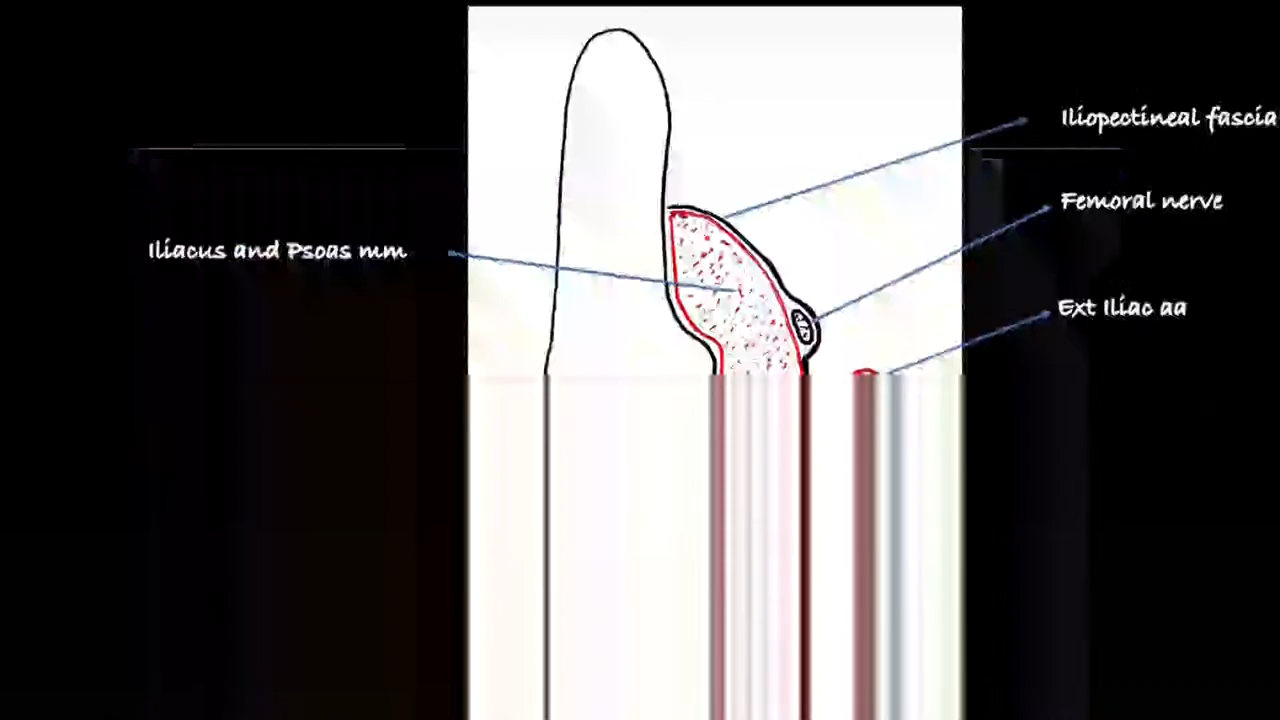 Iliopectineal fascia
Femoral nerve
Iliacus and Psoas mm
Ext Iliac aa